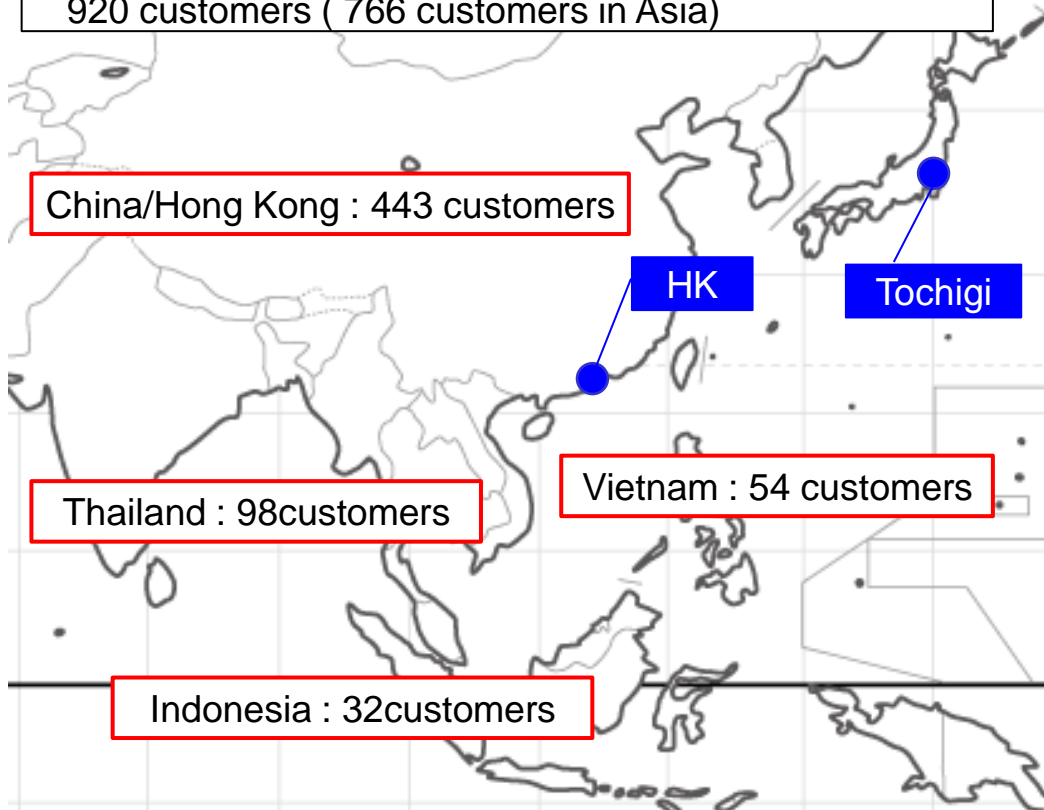 920 customers ( 766 customers in Asia)
China/Hong Kong : 443 customers
HK
Tochigi
Vietnam : 54 customers
Thailand : 98customers
Indonesia : 32customers